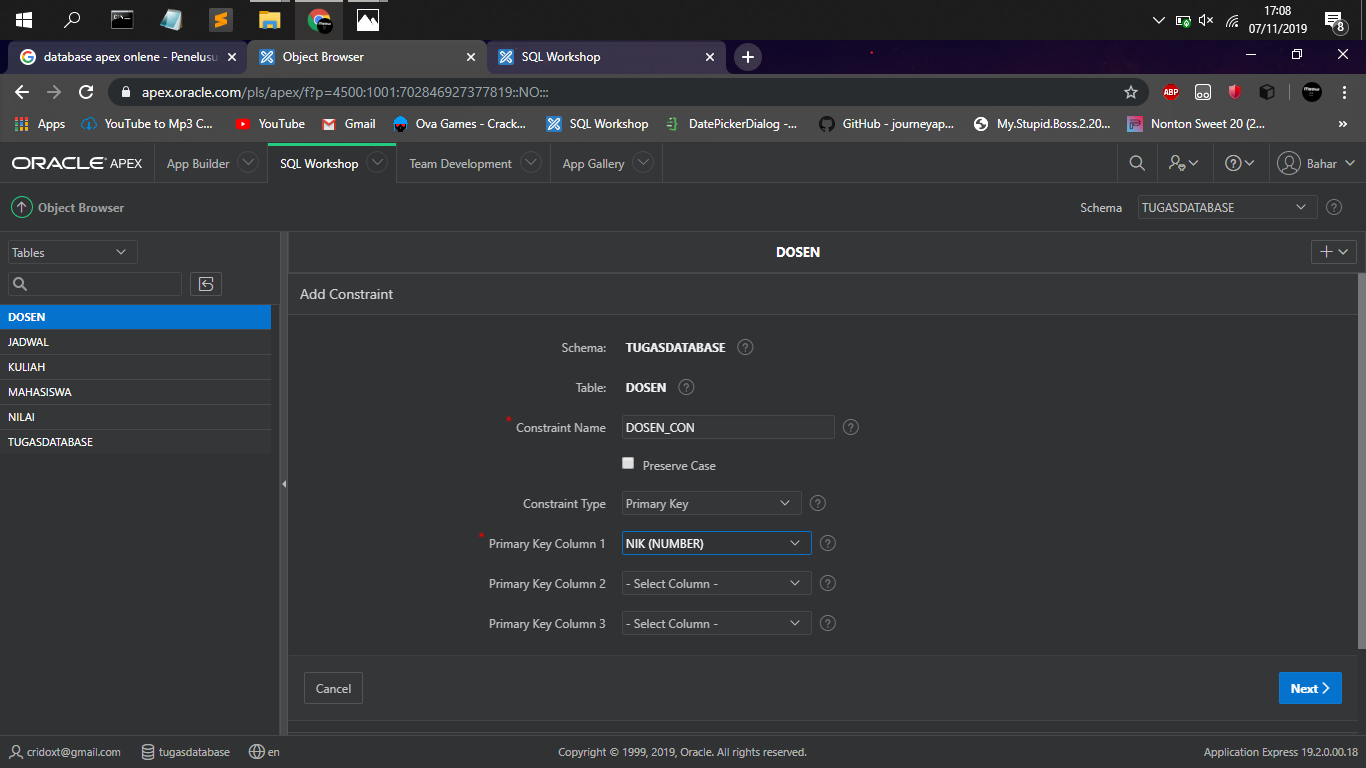 17:08
07/11/2019
8
database apex onlene - Penelusu
Object Browser
SQL Workshop
apex.oracle.com/pls/apex/f?p=4500:1001:702846927377819::NO:::
ABP
Apps
YouTube to Mp3 C...
YouTube
Gmail
Ova Games - Crack...
SQL Workshop
DatePickerDialog -...
GitHub - journeyap...
My.Stupid.Boss.2.20...
Nonton Sweet 20 (2...
»
ORACLE APEX
App Builder
SQL Workshop
Team Development
App Gallery
Bahar
Object Browser
Schema
TUGASDATABASE
Tables
DOSEN
DOSEN
JADWAL
KULIAH
MAHASISWA
NILAI
TUGASDATABASE
Add Constraint
Schema: TUGASDATABASE
Table: DOSEN
* Constraint Name DOSEN_CON
Preserve Case
Constraint Type Primary Key
* Primary Key Column 1 NIK (NUMBER)
Primary Key Column 2 - Select Column -
Primary Key Column 3 - Select Column -
Cancel
Next
cridoxt@gmail.com
tugasdatabase
en
Copyright © 1999, 2019, Oracle. All rights reserved.
Application Express 19.2.0.00.18